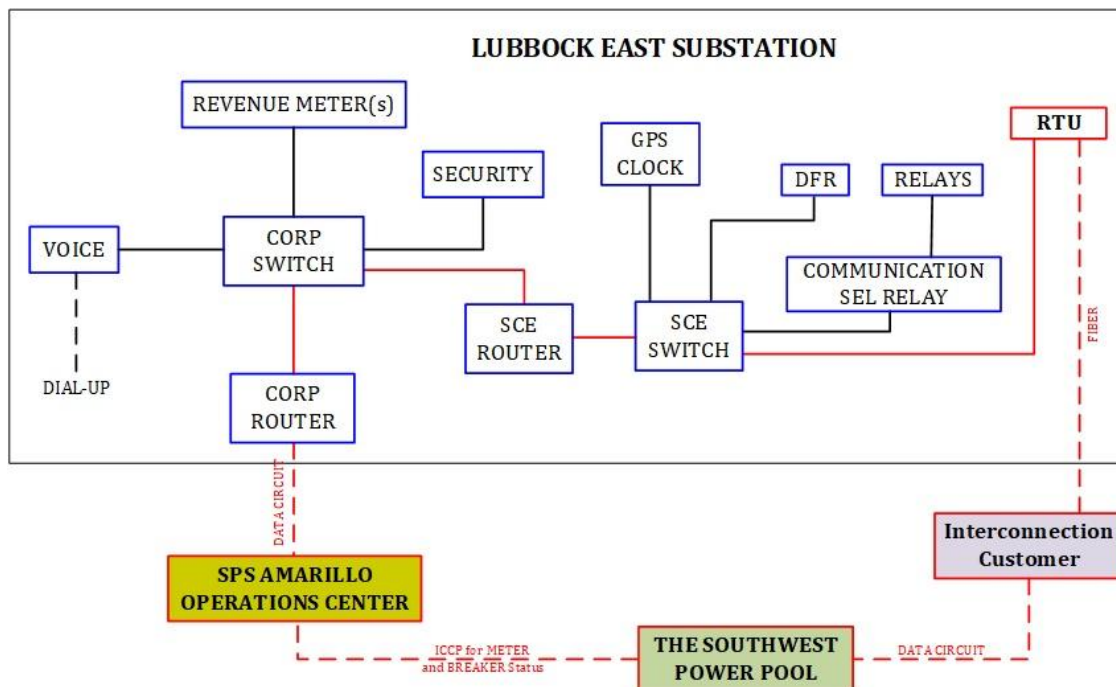 LUBBOCK EAST SUBSTATION
REVENUE METER(s)
RTU
GPS
CLOCK
SECURITY
DFR
RELAYS
VOICE
CORP
SWITCH
COMMUNICATION
SEL RELAY
SCE
ROUTER
SCE
SWITCH
FIBER
DIAL-UP
CORP
ROUTER
DATA CIRCUIT
Interconnection
Customer
SPS AMARILLO
OPERATIONS CENTER
ICCP for METER
and BREAKER Status
THE SOUTHWEST
POWER POOL
DATA CIRCUIT